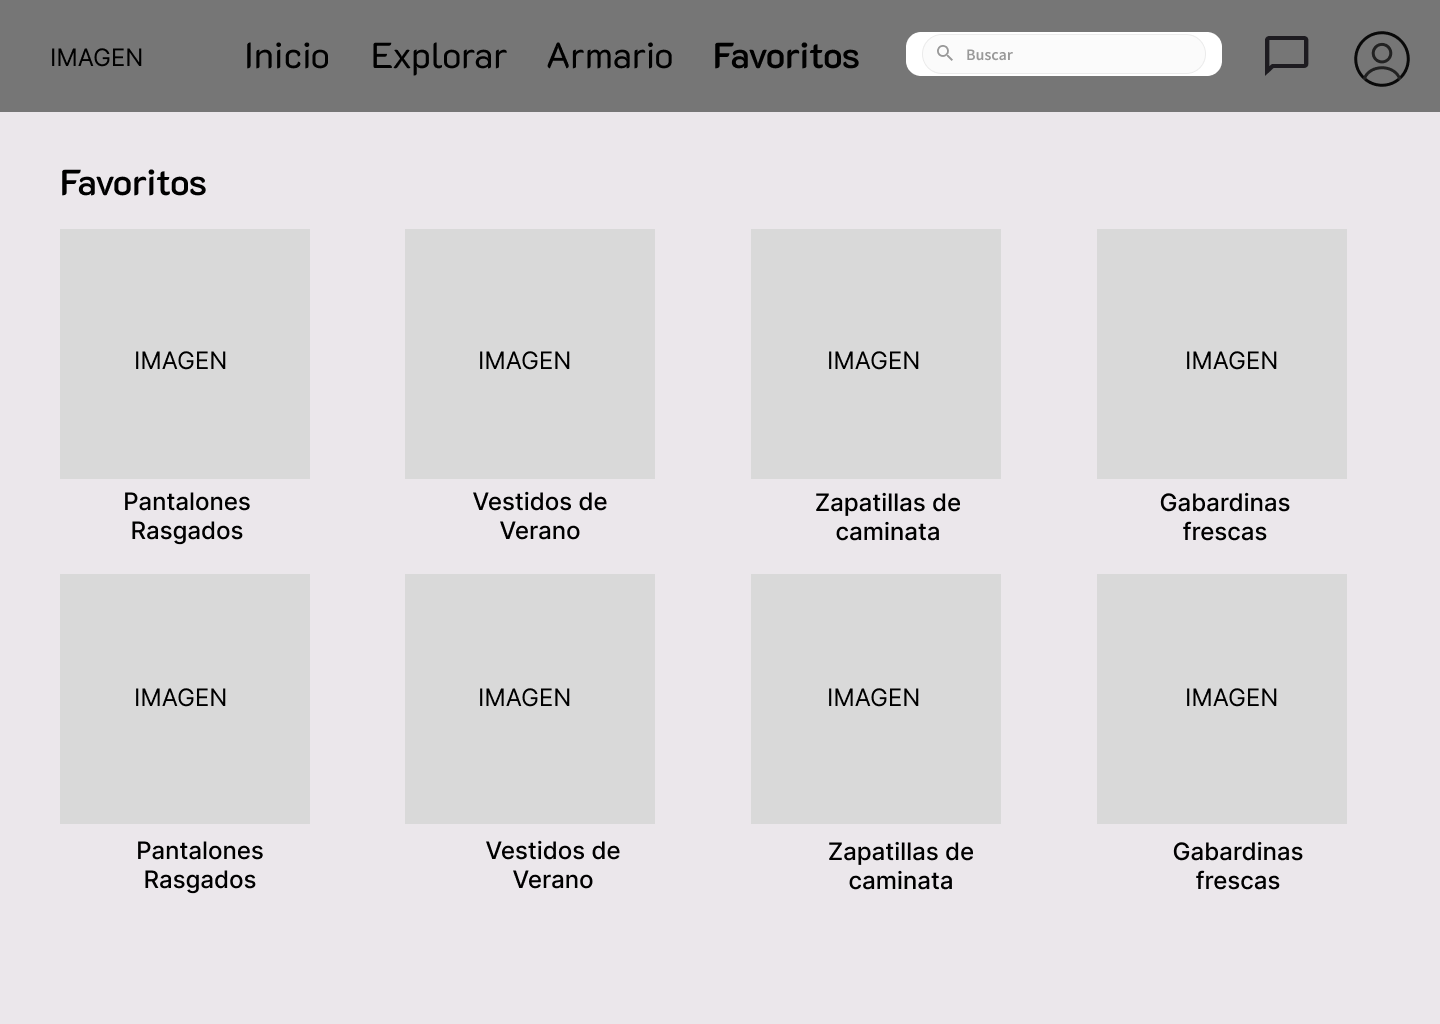 IMAGEN
Inicio
Explorar
Armario
Favoritos
Buscar
Favoritos
IMAGEN
IMAGEN
IMAGEN
IMAGEN
Pantalones
Rasgados
Vestidos de
Verano
Zapatillas de
caminata
Gabardinas
frescas
IMAGEN
IMAGEN
IMAGEN
IMAGEN
Pantalones
Rasgados
Vestidos de
Verano
Zapatillas de
caminata
Gabardinas
frescas